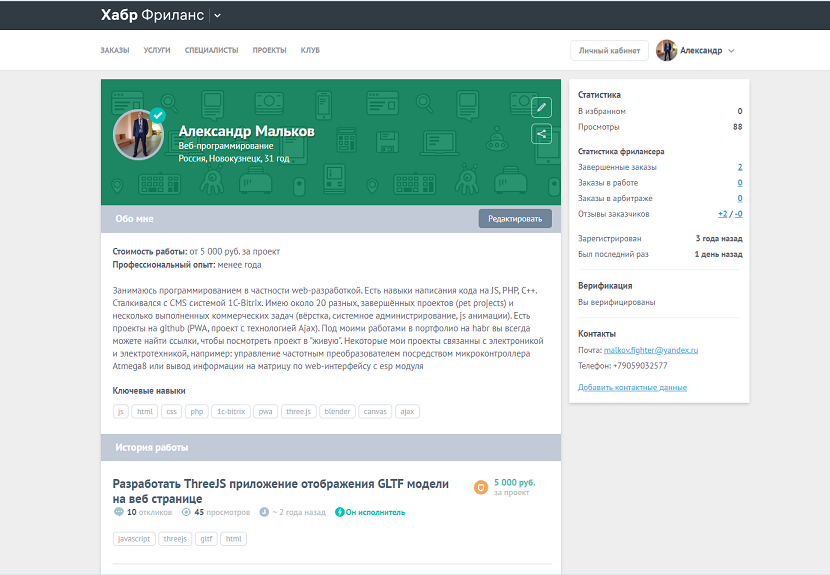 Хабр Фриланс
ЗАКАЗЫ УСЛУГИ СПЕЦИАЛИСТЫ ПРОЕКТЫ КЛУБ
Личный кабинет
Александр
Александр Мальков
Веб-программирование
Россия, Новокузнецк, 31 год
Обо мне
Редактировать
Стоимость работы: от 5 000 руб. за проект
Профессиональный опыт: менее года
Занимаюсь программированием в частности web-разработкой. Есть навыки написания кода на JS, PHP, C++.
Сталкивался с CMS системой 1C-Bitrix. Имею около 20 разных, завершённых проектов (pet projects) и
несколько выполненных коммерческих задач (вёрстка, системное администрирование, js анимации). Есть
проекты на github (PWA, проект с технологией Ajax). Под моими работами в портфолио на habr вы всегда
можете найти ссылки, чтобы посмотреть проект в "живую". Некоторые мои проекты связанны с электроникой
и электротехникой, например: управление частотным преобразователем посредством микроконтроллера
Atmega8 или вывод информации на матрицу по web-интерфейсу с esp модуля
Ключевые навыки
js html css php 1c-bitrix pwa three.js blender canvas ajax
История работы
Разработать ThreeJS приложение отображения GLTF модели
на веб странице
5 000 руб.
за проект
10 откликов 45 просмотров ~ 2 года назад Он исполнитель
javascript threejs gltf html
Статистика
В избранном 0
Просмотры 88
Статистика фрилансера
Завершенные заказы 2
Заказы в работе 0
Заказы в арбитраже 0
Отзывы заказчиков +2 / -0
Зарегистрирован 3 года назад
Был последний раз 1 день назад
Верификация
Вы верифицированы
Контакты
Почта: malkov.fighter@yandex.ru
Телефон: +79059032577
Добавить контактные данные